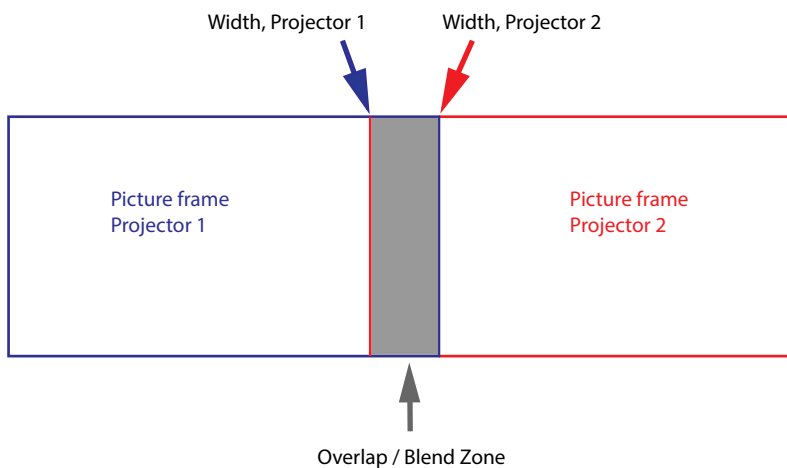 Width, Projector 1
Width, Projector 2
Picture frame
Projector 1
Picture frame
Projector 2
Overlap / Blend Zone